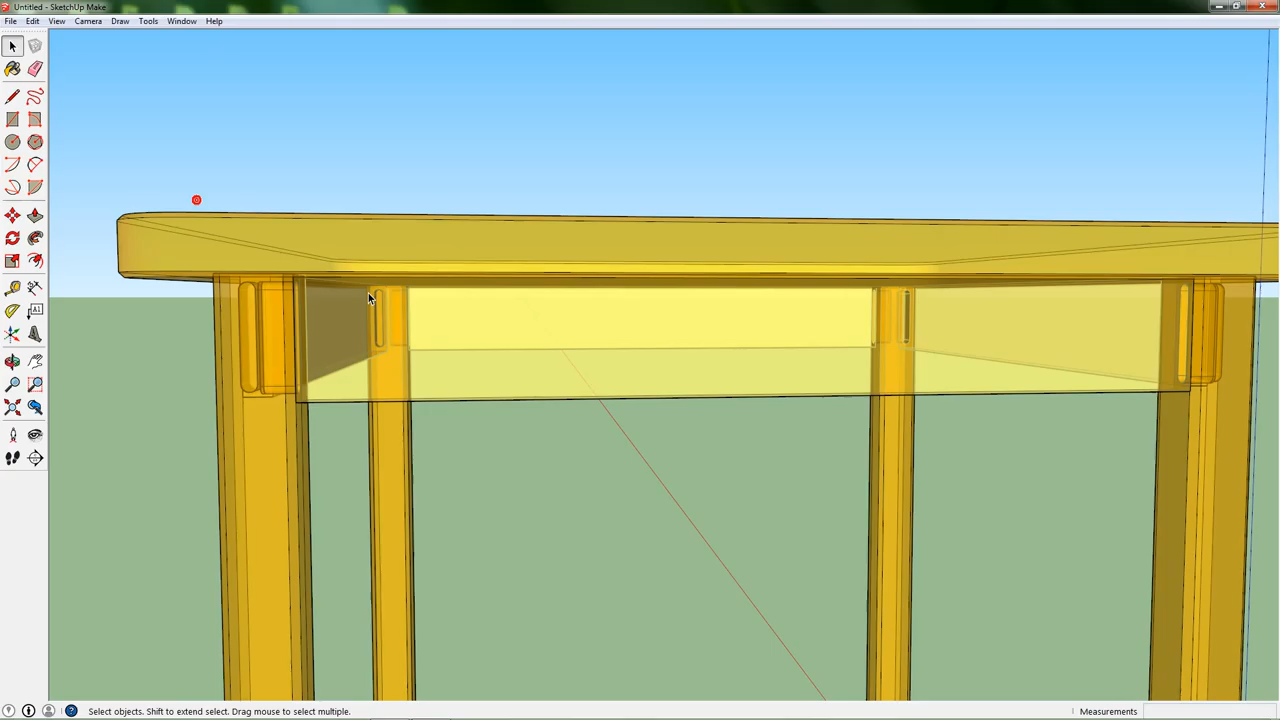 Untitled - SketchUp Make
File Edit View Camera Draw Tools Window Help
A1
Select objects. Shift to extend select. Drag mouse to select multiple.
Measurements